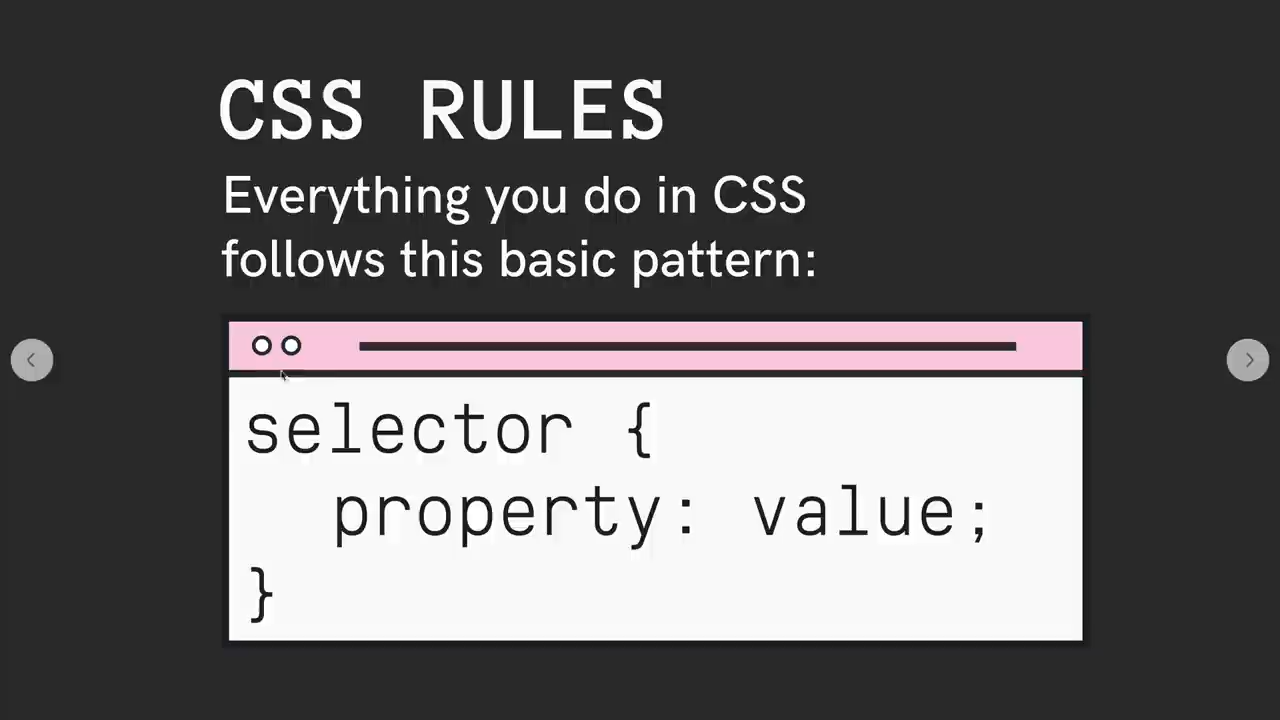 CSS RULES
Everything you do in CSS
follows this basic pattern:
selector {
property: value;
}